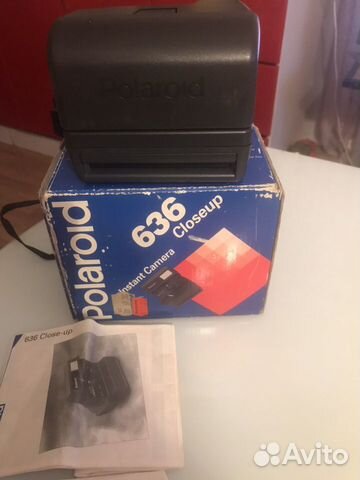 Polaroid
Polaroid
636
Closeup
Instant Camera
636 Close-up
Avito